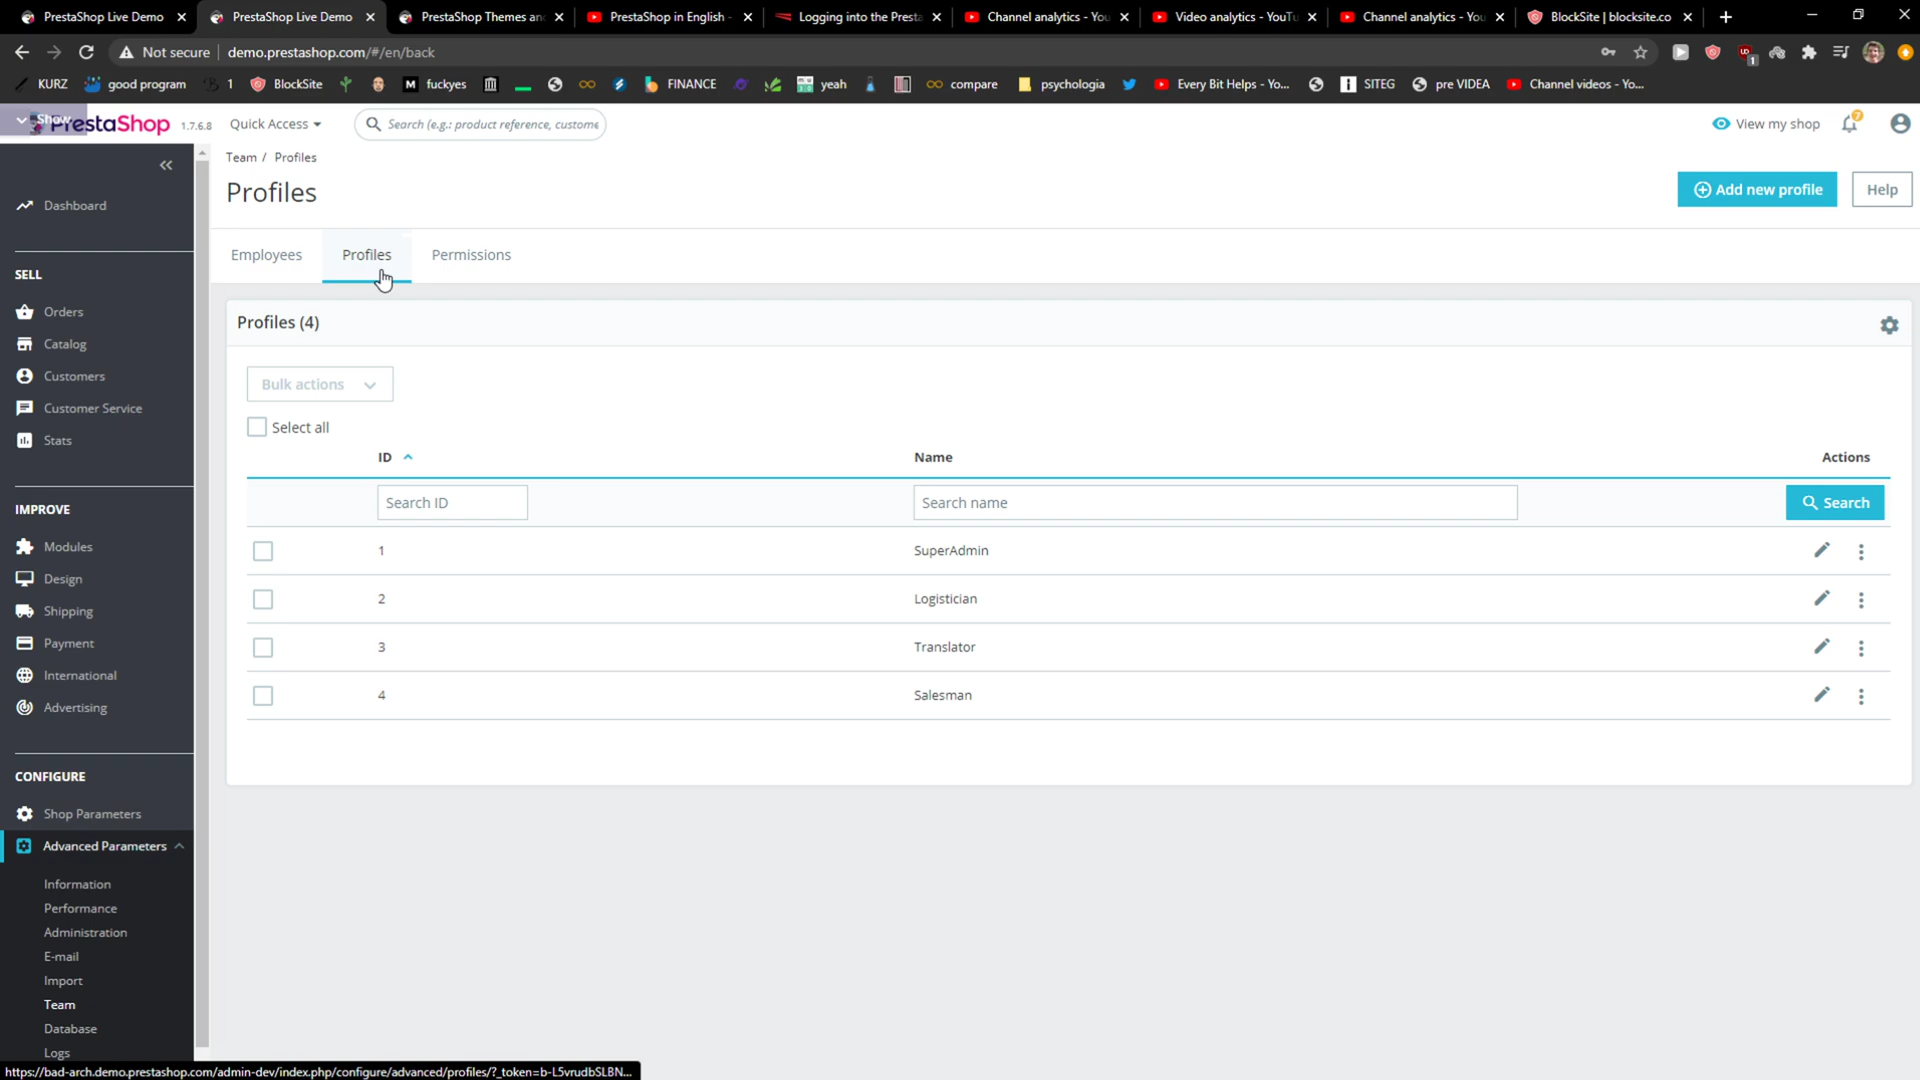 PrestaShop Live Demo
PrestaShop Live Demo
PrestaShop Themes an
PrestaShop in English -
Logging into the Presta
Channel analytics - You
Video analytics - YouTu
Channel analytics - You
BlockSite | blocksite.co
Not secure
demo.prestashop.com/#/en/back
1
KURZ
good program
1
BlockSite
fuckyes
FINANCE
yeah
compare
psychologia
Every Bit Helps - Yo...
SITEG
pre VIDEA
Channel videos - Yo...
Show
PrestaShop
1.7.6.8
Quick Access
Search (e.g.: product reference, custome
View my shop
7
Team / Profiles
Profiles
Add new profile
Help
Dashboard
Employees
Profiles
Permissions
SELL
Orders
Catalog
Customers
Customer Service
Stats
Profiles (4)
Bulk actions
Select all
ID
Name
Actions
Search ID
Search name
Search
1
SuperAdmin
2
Logistician
3
Translator
4
Salesman
IMPROVE
Modules
Design
Shipping
Payment
International
Advertising
CONFIGURE
Shop Parameters
Advanced Parameters
Information
Performance
Administration
E-mail
Import
Team
Database
Logs
https://bad-arch.demo.prestashop.com/admin-dev/index.php/configure/advanced/profiles/?_token=b-L5vrudbSLBN...